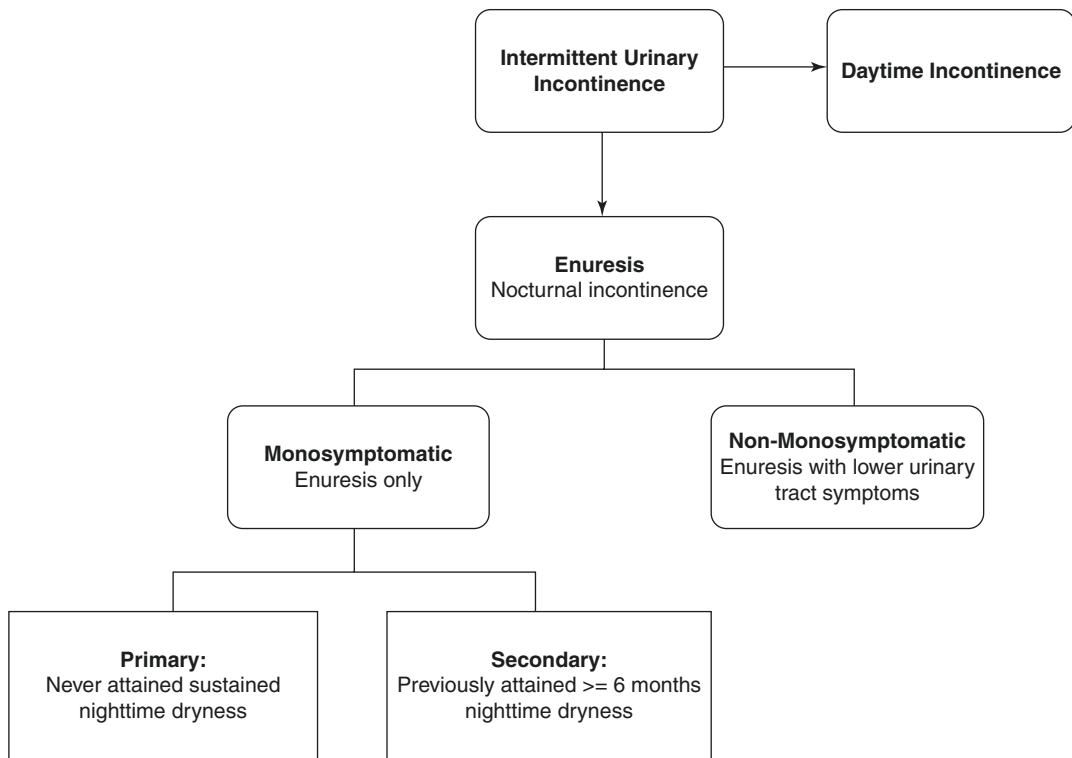 Intermittent Urinary
Incontinence
Daytime Incontinence
Enuresis
Nocturnal incontinence
Monosymptomatic
Enuresis only
Non-Monosymptomatic
Enuresis with lower urinary
tract symptoms
Primary:
Never attained sustained
nighttime dryness
Secondary:
Previously attained >= 6 months
nighttime dryness